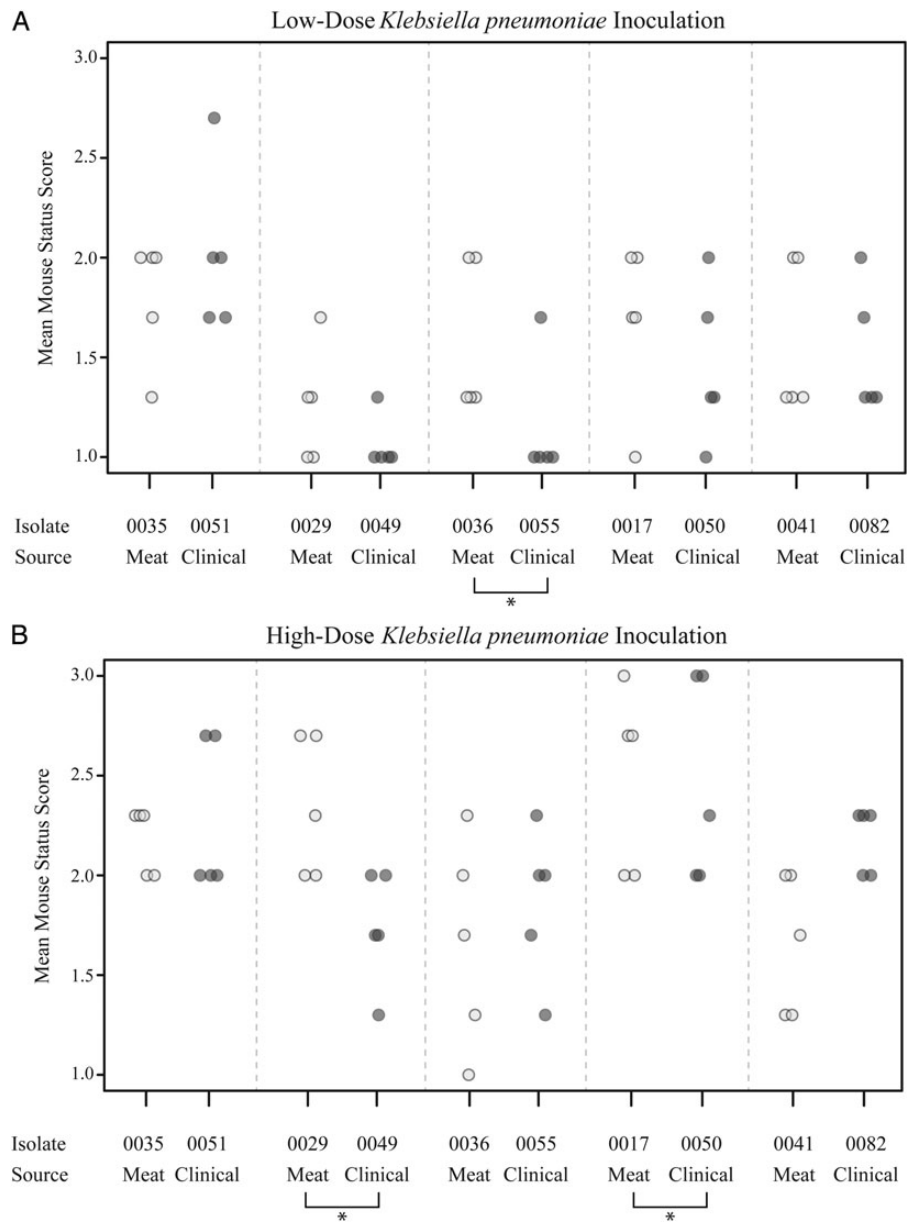 A
Low-Dose Klebsiella pneumoniae Inoculation
3.0
2.5
2.0
1.5
1.0
Mean Mouse Status Score
Isolate 0035 0051 0029 0049 0036 0055 0017 0050 0041 0082
Source Meat Clinical Meat Clinical Meat Clinical Meat Clinical Meat Clinical
*
B
High-Dose Klebsiella pneumoniae Inoculation
3.0
2.5
2.0
1.5
1.0
Mean Mouse Status Score
Isolate 0035 0051 0029 0049 0036 0055 0017 0050 0041 0082
Source Meat Clinical Meat Clinical Meat Clinical Meat Clinical Meat Clinical
* *